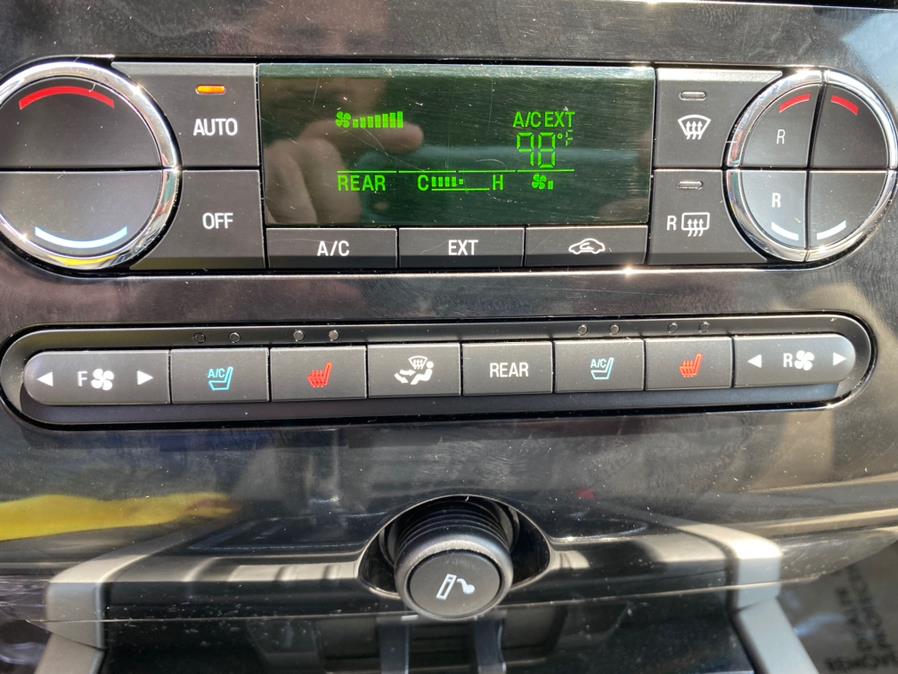 AUTO
OFF
A/C EXT
98°F
REAR C H
A/C EXT
R
R
R
F
A/C
REAR
A/C
R